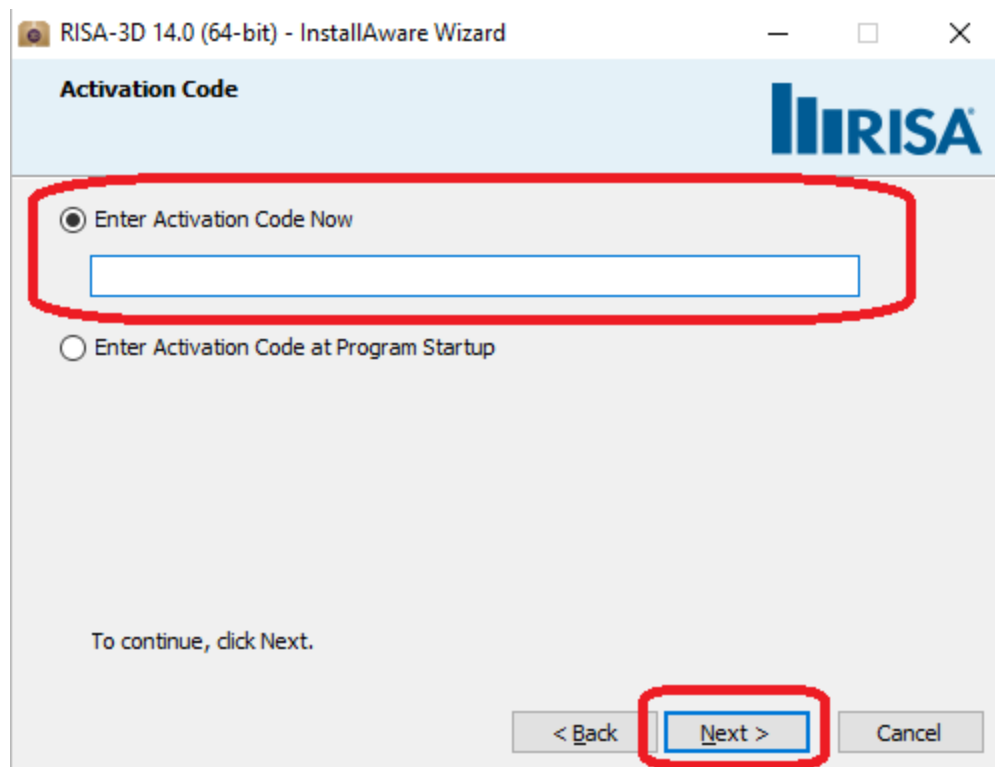 RISA-3D 14.0 (64-bit) - InstallAware Wizard
Activation Code
RISA
Enter Activation Code Now
Enter Activation Code at Program Startup
To continue, click Next.
< Back Next > Cancel